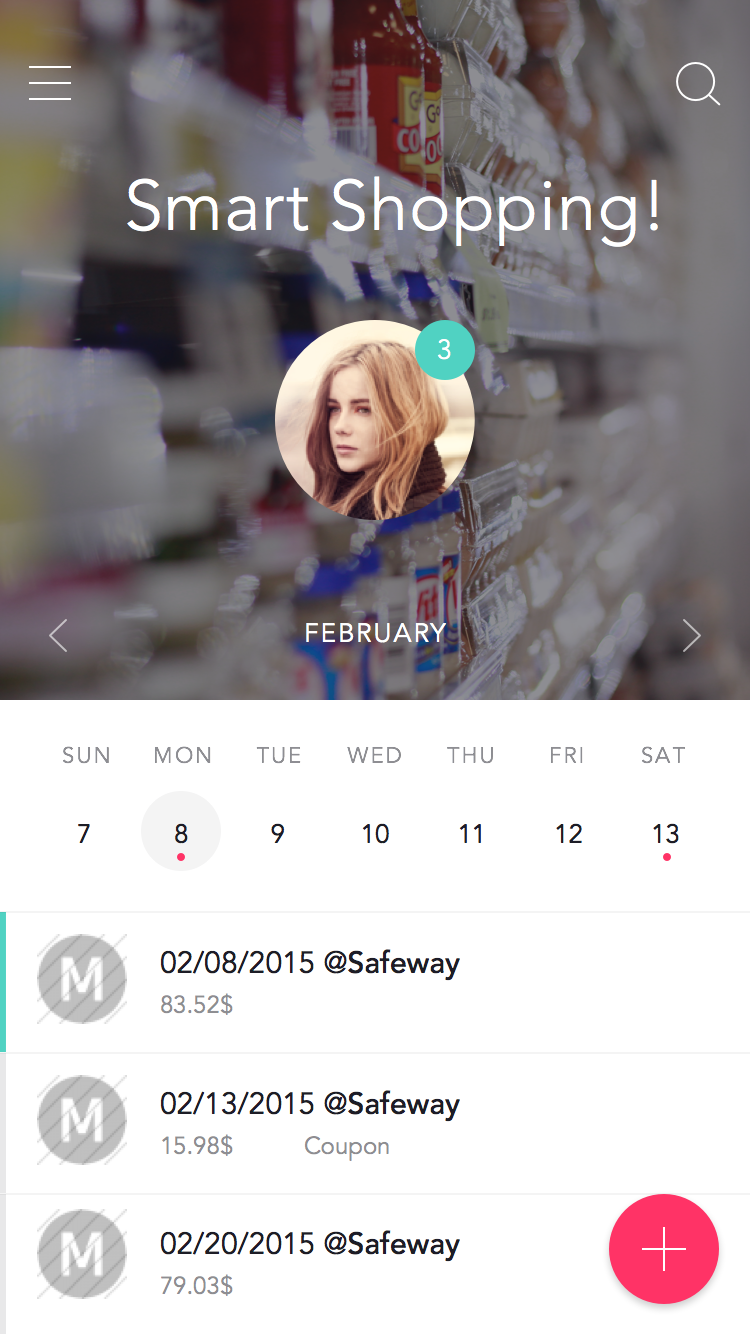 Smart Shopping!
3
FEBRUARY
SUN MON TUE WED THU FRI SAT
7 8 9 10 11 12 13
M
02/08/2015 @Safeway
83.52$
M
02/13/2015 @Safeway
15.98$ Coupon
M
02/20/2015 @Safeway
79.03$